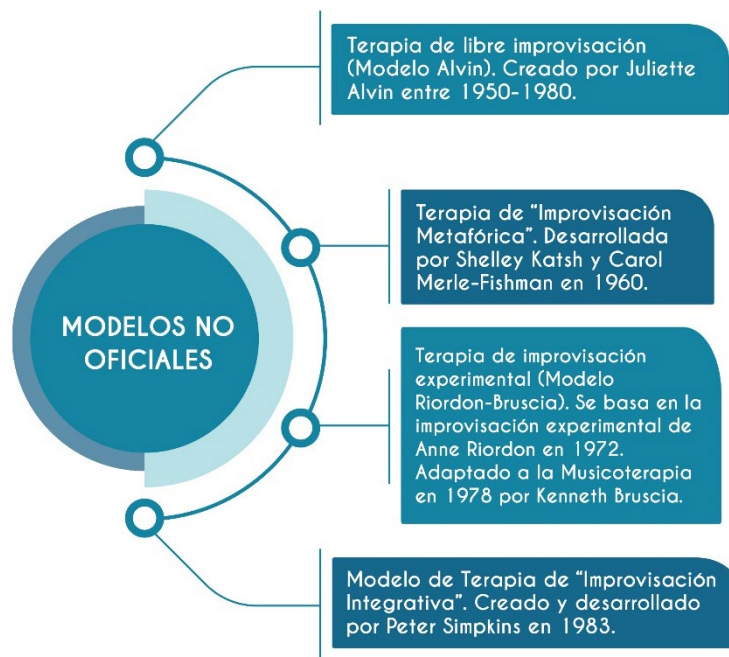 Terapia de libre improvisación
(Modelo Alvin). Creado por Juliette
Alvin entre 1950-1980.
Terapia de “Improvisación
Metafórica”. Desarrollada
por Shelley Katsh y Carol
Merle-Fishman en 1960.
MODELOS NO
OFICIALES
Terapia de improvisación
experimental (Modelo
Riordon-Bruscia). Se basa en la
improvisación experimental de
Anne Riordon en 1972.
Adaptado a la Musicoterapia
en 1978 por Kenneth Bruscia.
Modelo de Terapia de “Improvisación
Integrativa”. Creado y desarrollado
por Peter Simpkins en 1983.